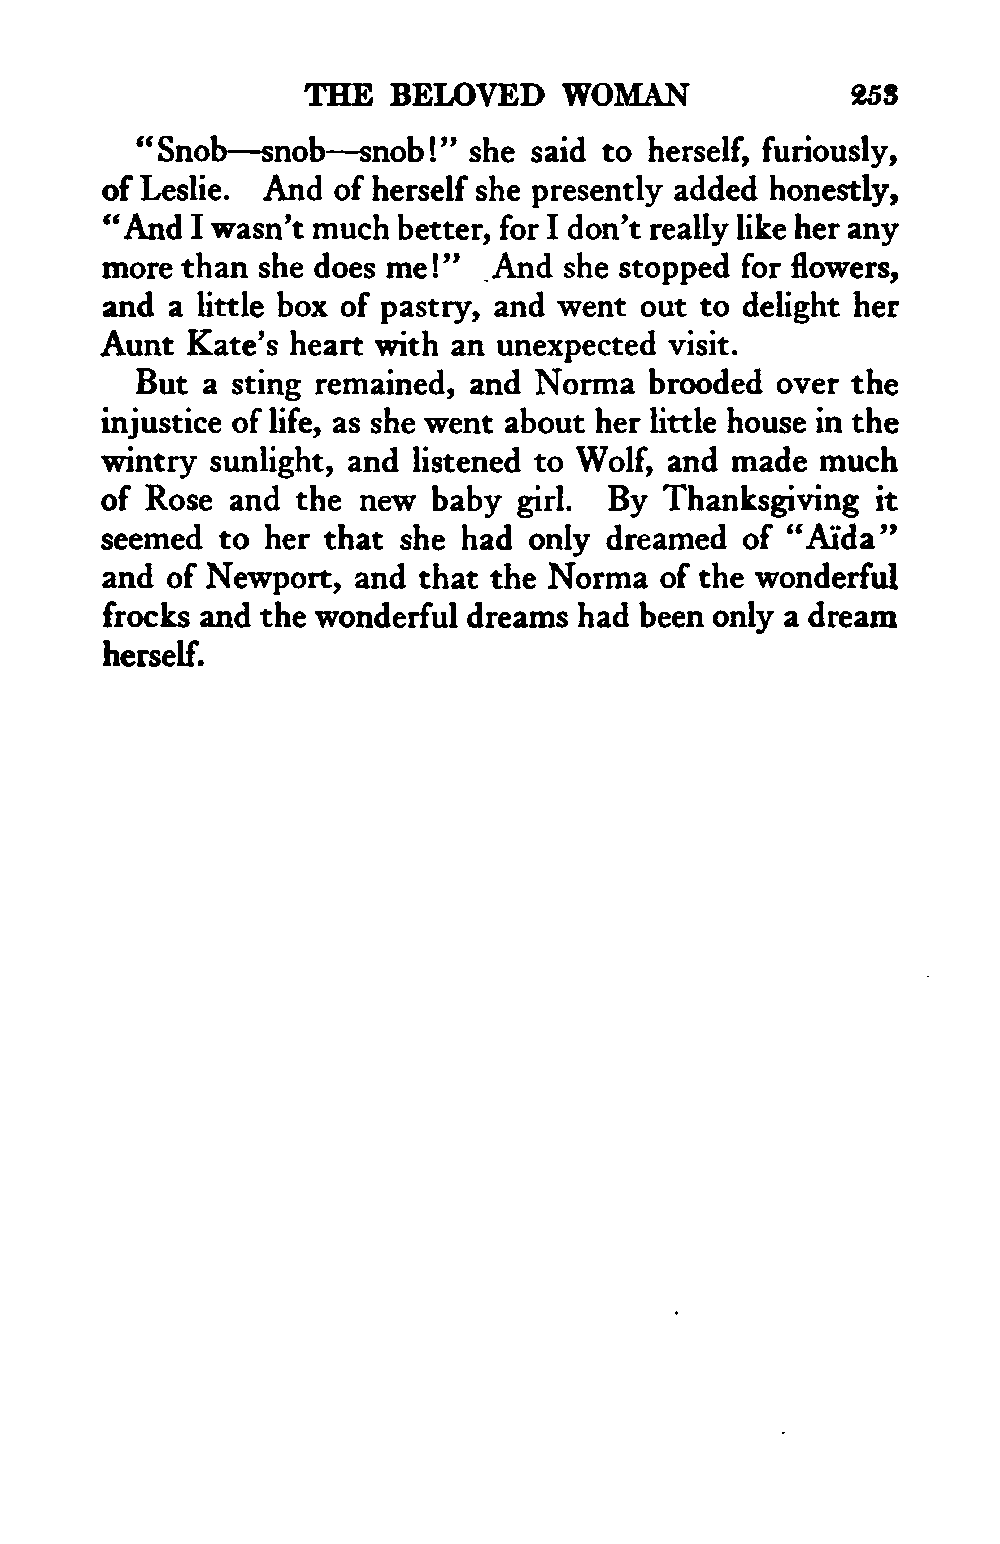 THE BELOVED WOMAN 253
"Snob—snob—snob!" she said to herself, furiously,
of Leslie. And of herself she presently added honestly,
"And I wasn't much better, for I don't really like her any
more than she does me!" And she stopped for flowers,
and a little box of pastry, and went out to delight her
Aunt Kate's heart with an unexpected visit.
But a sting remained, and Norma brooded over the
injustice of life, as she went about her little house in the
wintry sunlight, and listened to Wolf, and made much
of Rose and the new baby girl. By Thanksgiving it
seemed to her that she had only dreamed of "Aïda"
and of Newport, and that the Norma of the wonderful
frocks and the wonderful dreams had been only a dream
herself.